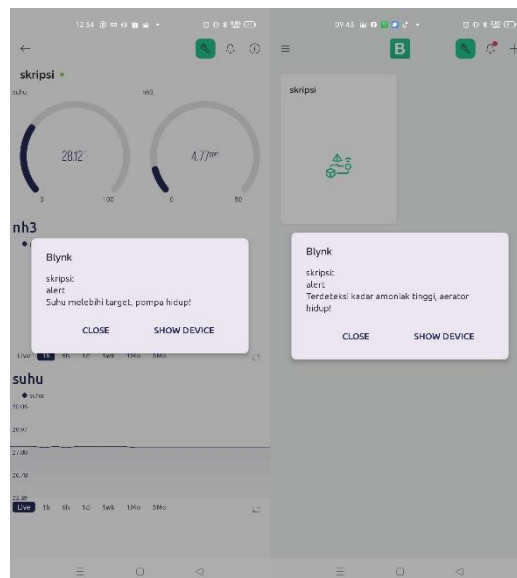 12.54
skripsi
suhu
nh3
28.12°
4.77ppm
0
100
0
50
nh3
Blynk
skripsi:
alert
Suhu melebihi target, pompa hidup!
CLOSE
SHOW DEVICE
Live
1h
6h
1d
1wk
1Mo
3Mo
suhu
suhu
Live
1h
6h
1d
1wk
1Mo
3Mo
09.45
B
skripsi
Blynk
skripsi:
alert
Terdeteksi kadar amoniak tinggi, aerator
hidup!
CLOSE
SHOW DEVICE